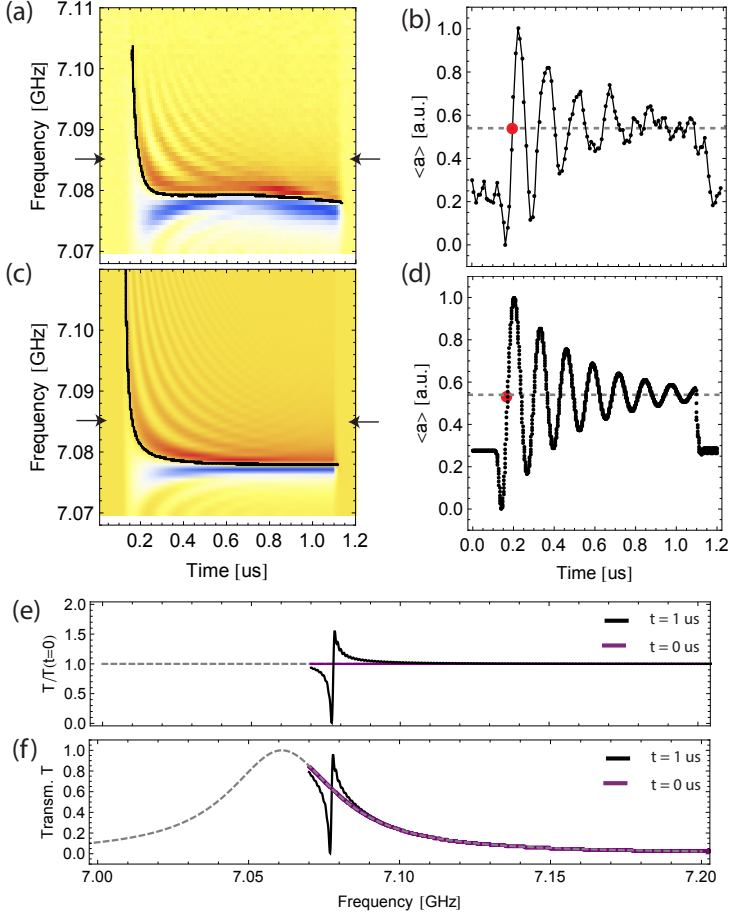 (a)
7.11
7.10
7.09
7.08
7.07
Frequency [GHz]
(b)
1.0
0.8
0.6
0.4
0.2
0.0
<a> [a.u.]
(c)
7.10
7.09
7.08
7.07
Frequency [GHz]
0.2 0.4 0.6 0.8 1.0 1.2
Time [us]
(d)
1.0
0.8
0.6
0.4
0.2
0.0
<a> [a.u.]
0.0 0.2 0.4 0.6 0.8 1.0 1.2
Time [us]
(e)
2.0
1.5
1.0
0.5
0.0
T/T(t=0)
t = 1 us
t = 0 us
(f)
1.0
0.8
0.6
0.4
0.2
0.0
Transm. T
t = 1 us
t = 0 us
7.00 7.05 7.10 7.15 7.20
Frequency [GHz]